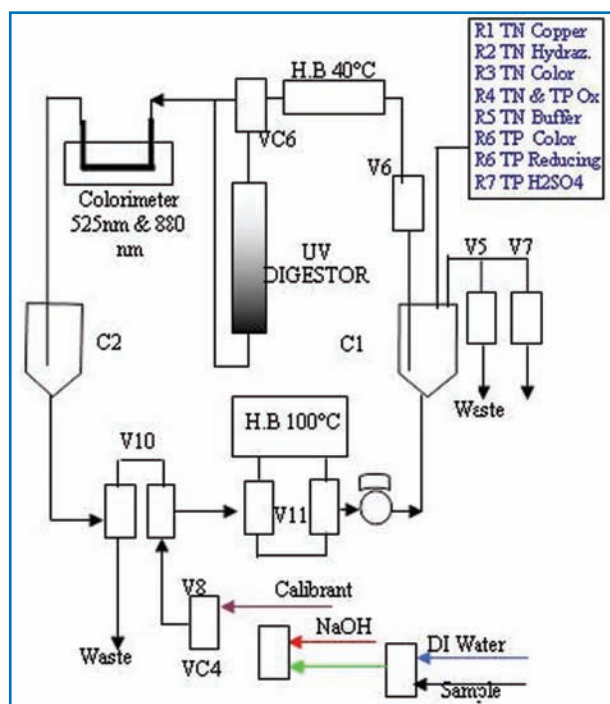 R1 TN Copper
R2 TN Hydraz.
R3 TN Color
R4 TN & TP Ox
R5 TN Buffer
R6 TP Color
R6 TP Reducing
R7 TP H2SO4
H.B 40°C
VC6
V6
Colorimeter
525nm & 880
nm
UV
DIGESTOR
V5
V7
C2
C1
Waste
H.B 100°C
V10
V11
V8
Calibrant
NaOH
DI Water
Waste
VC4
Sample